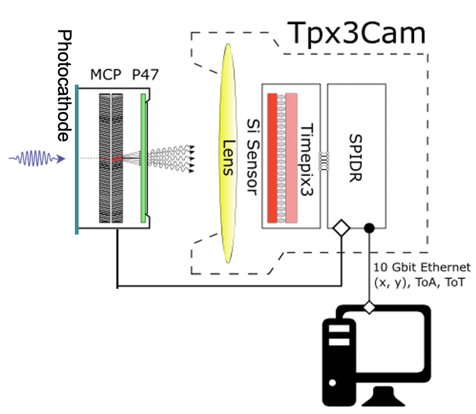 Tpx3Cam
Photocathode
MCP
P47
Lens
Si Sensor
Timepix3
SPIDR
10 Gbit Ethernet
(x, y), ToA, ToT